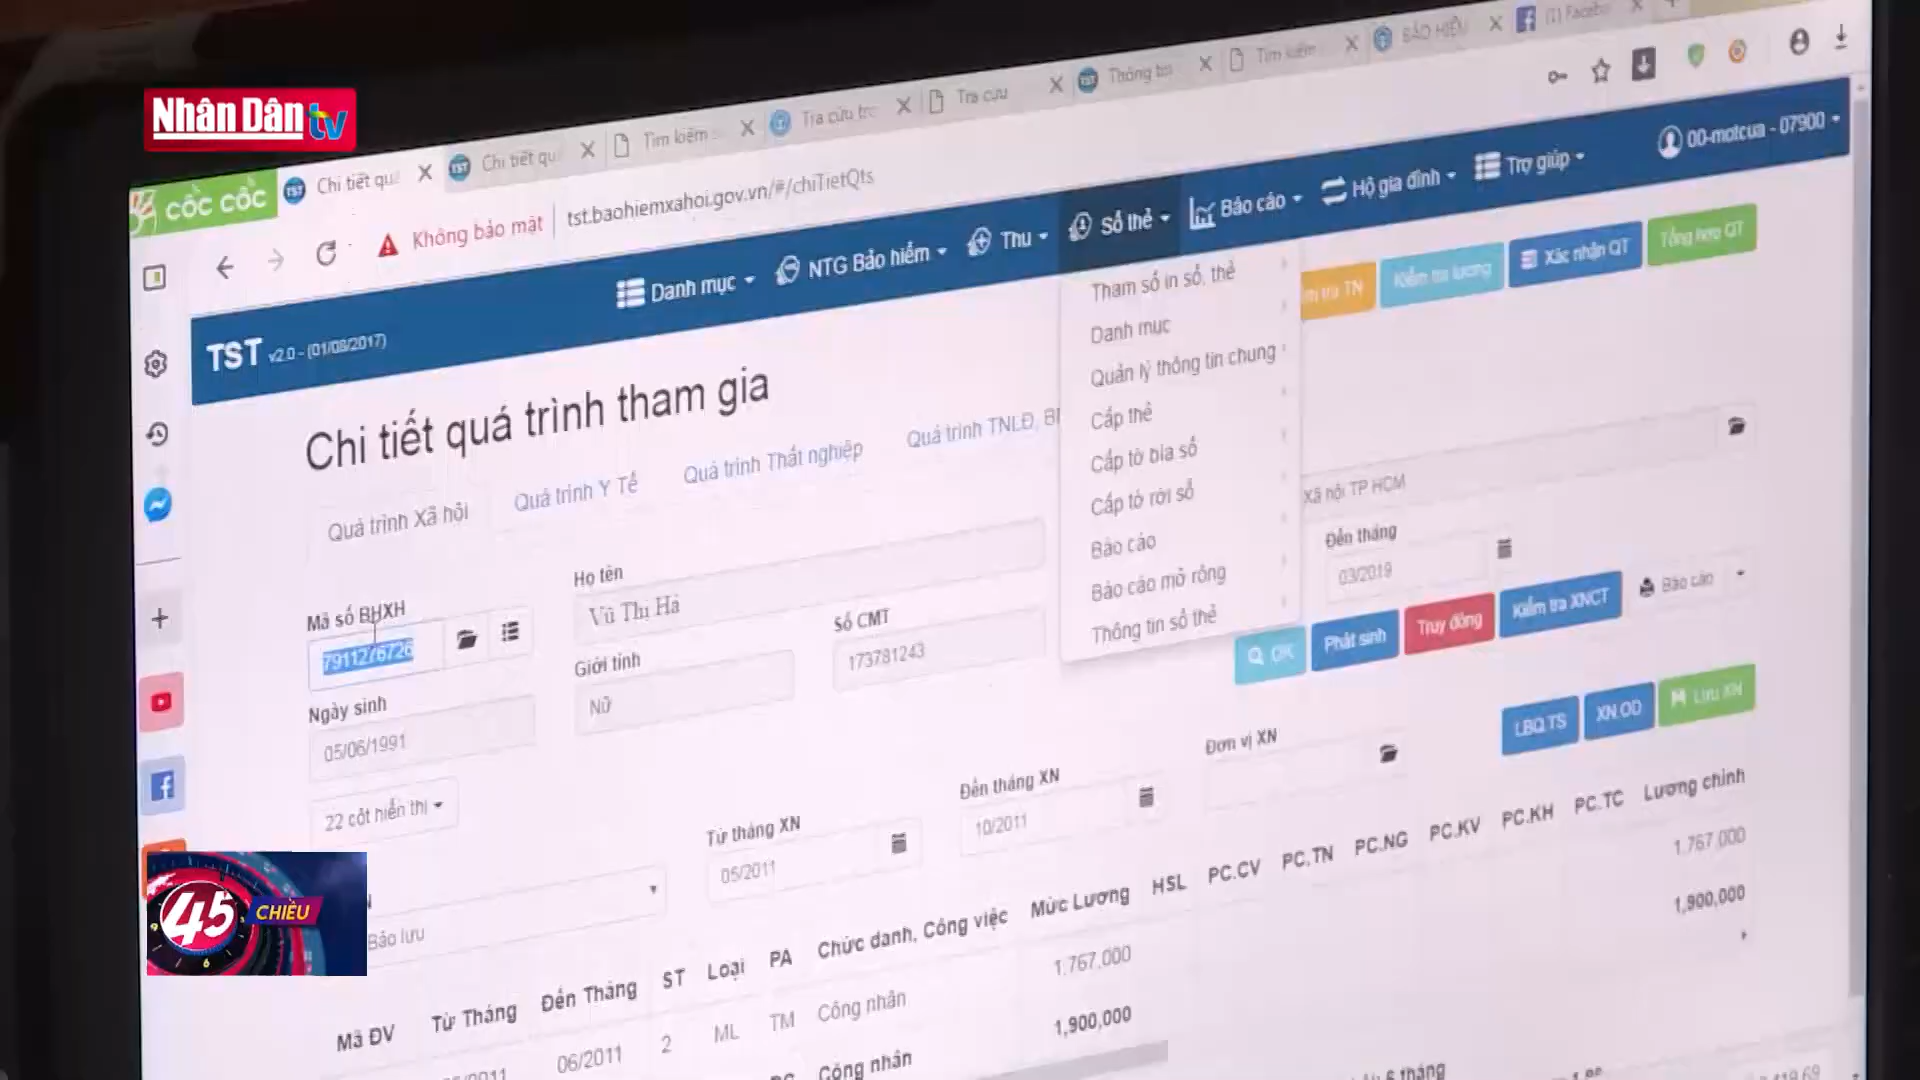 Nhân Dân tv
cốc cốc
Chi tiết quá
Chi tiết qu
Tìm kiếm
Tra cứu
Thông tin
Tìm kiếm
BẢO HIỂM
(1) Facebo
Không bảo mật
tst.baohiemxahoi.gov.vn/#/chiTietQts
TST v2.0 - (01/08/2017)
Danh mục
NTG Bảo hiểm
Thu
Sổ thẻ
Báo cáo
Hộ gia đình
Trợ giúp
00-motcua - 07900
Tham số in sổ, thẻ
Danh mục
Quản lý thông tin chung
Cấp thẻ
Cấp tờ bìa sổ
Cấp tờ rời sổ
Báo cáo
Báo cáo mở rộng
Thông tin sổ thẻ
Kiểm tra lương
Xác nhận QT
Tổng hợp QT
Chi tiết quá trình tham gia
Quá trình Xã hội
Quá trình Y Tế
Quá trình Thất nghiệp
Quá trình TNLĐ,
Xã hội TP HCM
Mã số BHXH
7911276726
Họ tên
Vũ Thị Hà
Đến tháng
03/2019
Ngày sinh
05/06/1991
Giới tính
Nữ
Số CMT
173781243
OK
Phát sinh
Truy đóng
Kiểm tra XNCT
Báo cáo
22 cột hiển thị
LBQ.TS
XN.OD
Lưu XN
Từ tháng XN
05/2011
Đến tháng XN
10/2011
Đơn vị XN
Bảo lưu
45 CHIỀU
Mã ĐV
Từ Tháng
Đến Tháng
ST
Loại
PA
Chức danh, Công việc
Mức Lương
HSL
PC.CV
PC.TN
PC.NG
PC.KV
PC.KH
PC.TC
Lương chính
06/2011
2
ML
TM
Công nhân
1,767,000
1,767,000
Công nhân
1,900,000
1,900,000
6 tháng